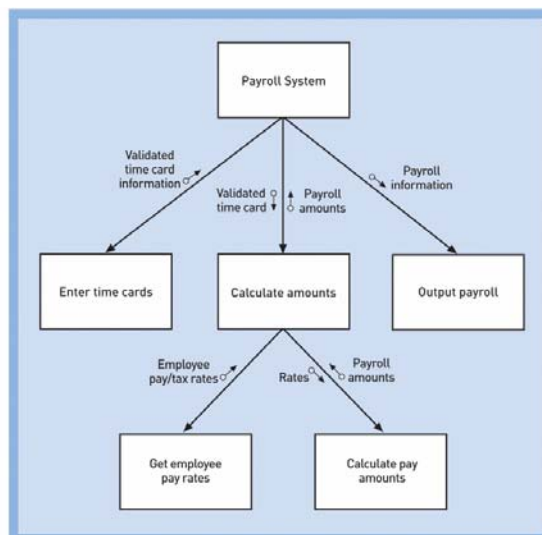 Payroll System
Validated
time card
information
Validated
time card
Payroll
amounts
Payroll
information
Enter time cards
Calculate amounts
Output payroll
Employee
pay/tax rates
Rates
Payroll
amounts
Get employee
pay rates
Calculate pay
amounts